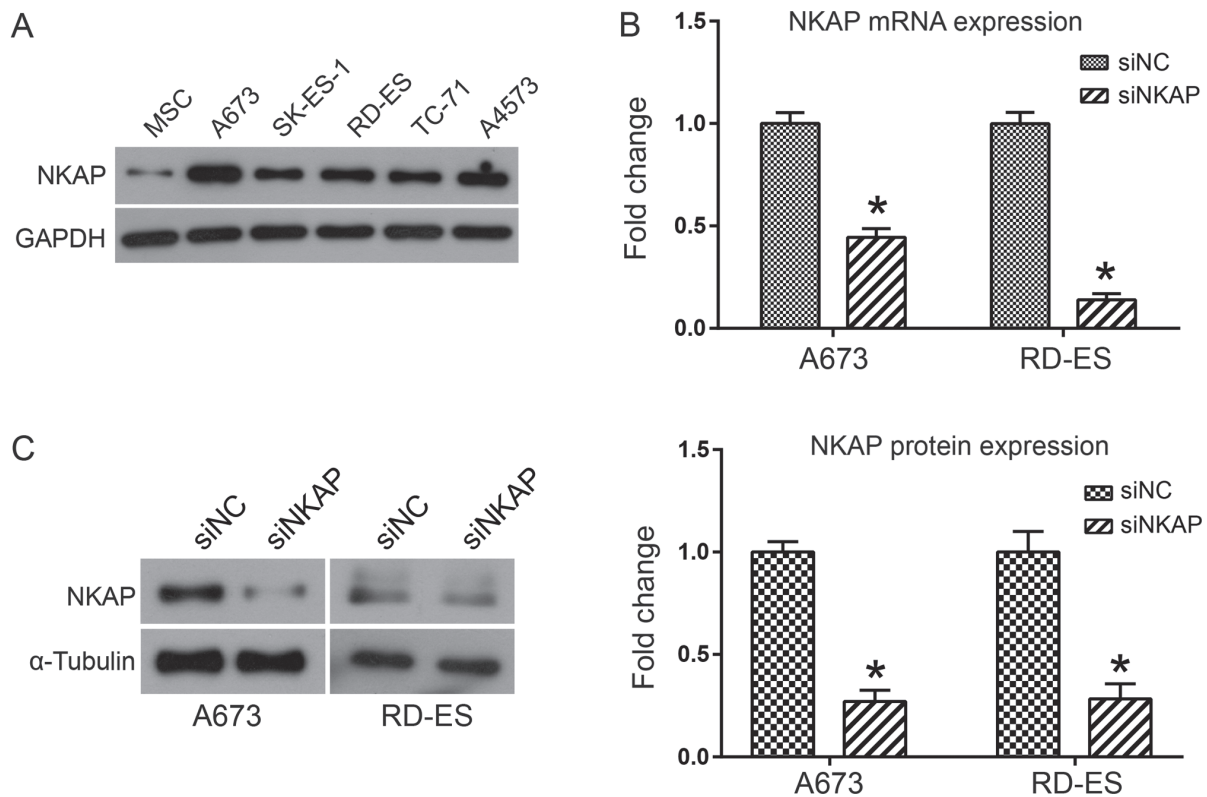 A
MSC
A673
SK-ES-1
RD-ES
TC-71
A4573
NKAP
GAPDH
B
NKAP mRNA expression
siNC
siNKAP
Fold change
1.5
1.0
0.5
0.0
*
*
A673
RD-ES
C
siNC
siNKAP
siNC
siNKAP
NKAP
α-Tubulin
A673
RD-ES
NKAP protein expression
siNC
siNKAP
Fold change
1.5
1.0
0.5
0.0
*
*
A673
RD-ES